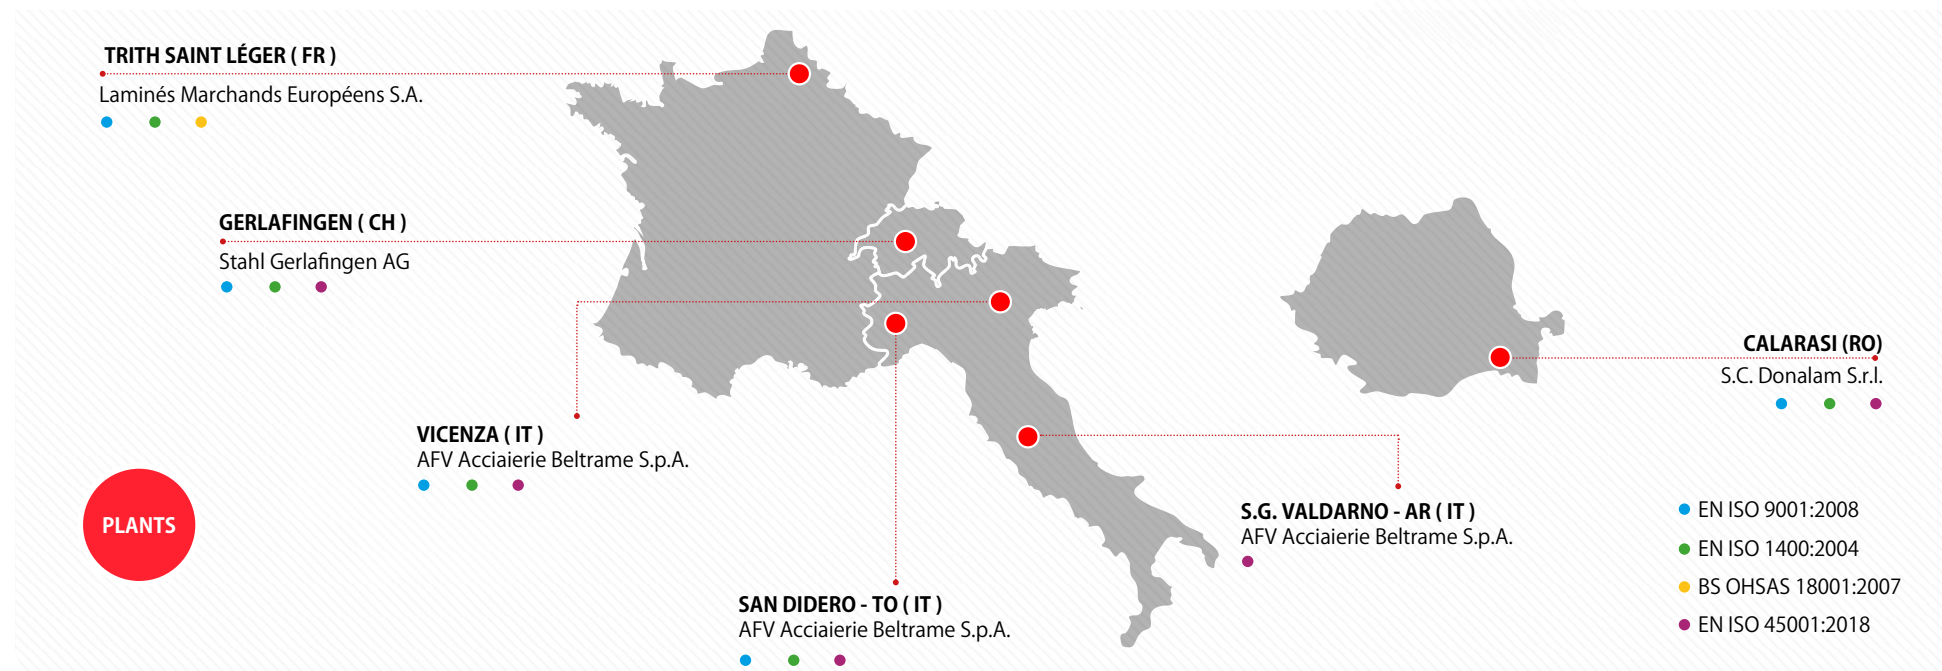 TRITH SAINT LÉGER ( FR )
Laminés Marchands Européens S.A.
GERLAFINGEN ( CH )
Stahl Gerlafingen AG
CALARASI (RO)
S.C. Donalam S.r.l.
VICENZA ( IT )
AFV Acciaierie Beltrame S.p.A.
PLANTS
S.G. VALDARNO - AR ( IT )
AFV Acciaierie Beltrame S.p.A.
SAN DIDERO - TO ( IT )
AFV Acciaierie Beltrame S.p.A.
EN ISO 9001:2008
EN ISO 1400:2004
BS OHSAS 18001:2007
EN ISO 45001:2018